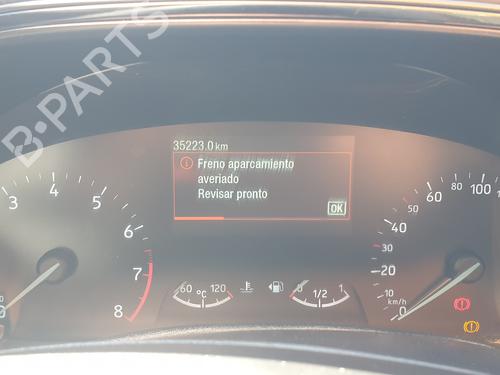 B-PARTS
35223.0 km
Freno aparcamiento
averiado
Revisar pronto
OK
3 4 5 6 7 8
60 °C 120
0 1/2 1
0 10 20 30 40 50 60 80 100
km/h